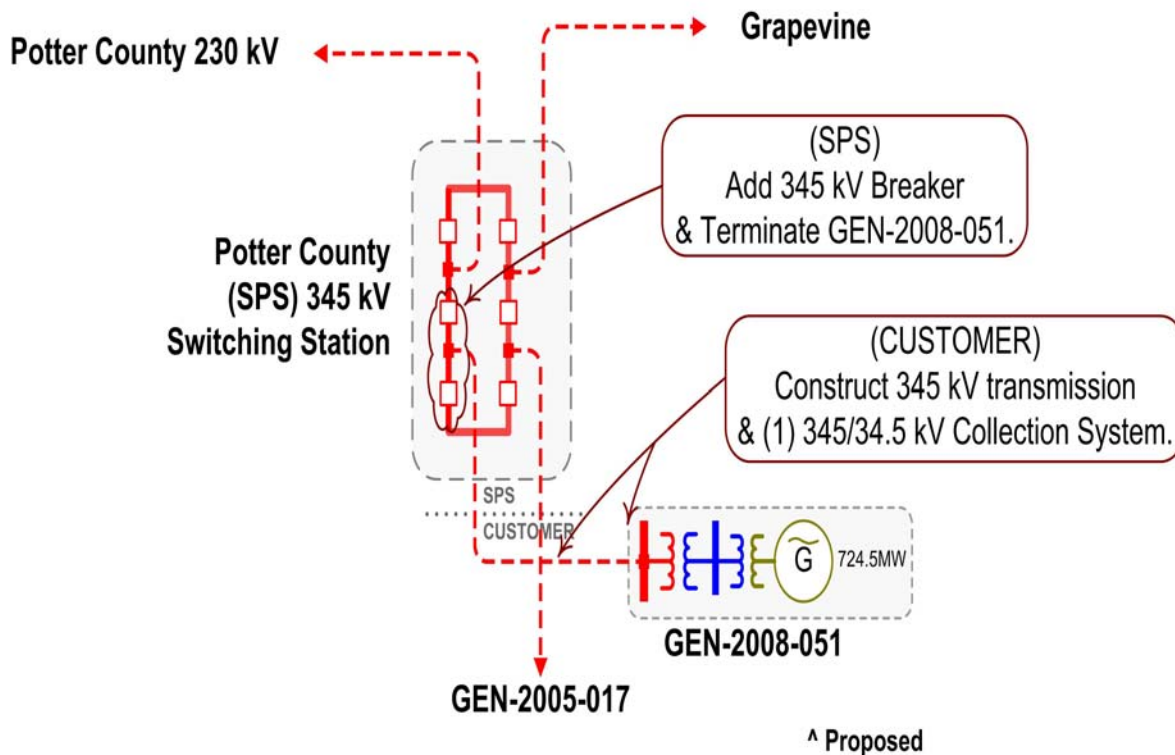 Grapevine
Potter County 230 kV
(SPS)
Add 345 kV Breaker
& Terminate GEN-2008-051.
Potter County
(SPS) 345 kV
Switching Station
(CUSTOMER)
Construct 345 kV transmission
& (1) 345/34.5 kV Collection System.
SPS
CUSTOMER
G
724.5MW
GEN-2008-051
GEN-2005-017
^ Proposed